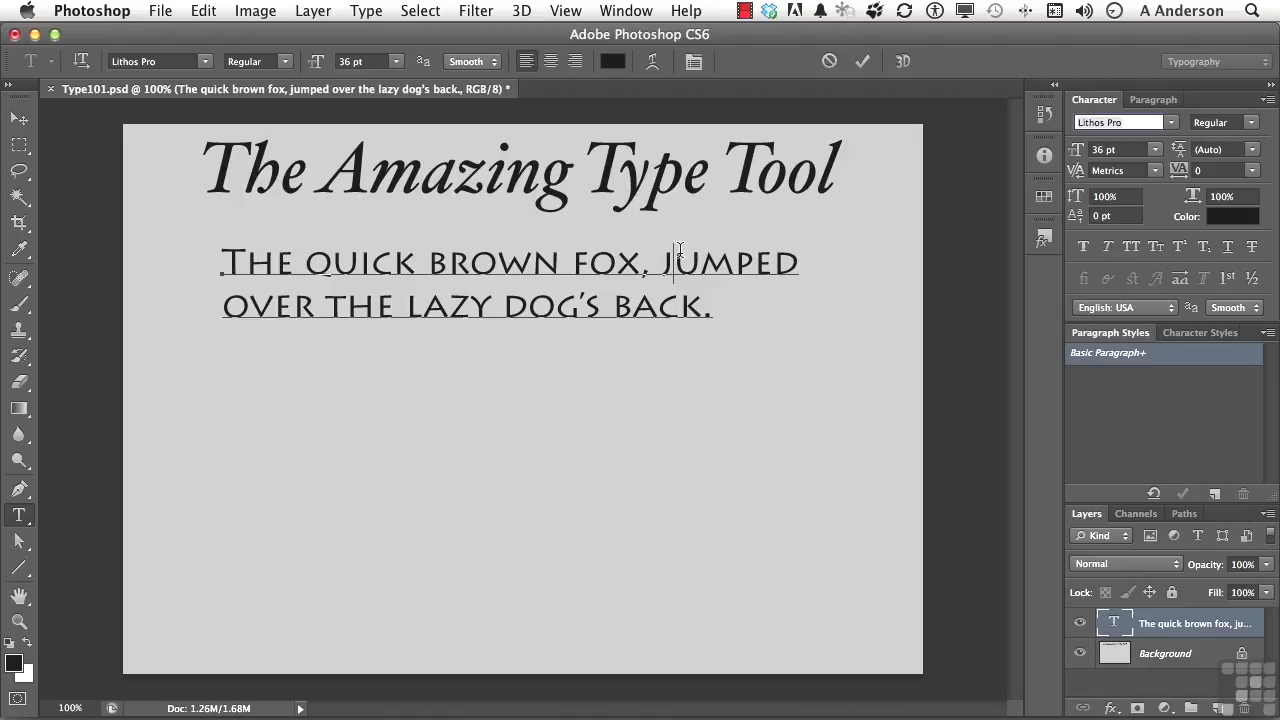 Photoshop File Edit Image Layer Type Select Filter 3D View Window Help A Anderson
Adobe Photoshop CS6
T Lithos Pro Regular 36 pt Smooth 3D Typography
× Type101.psd @ 100% (The quick brown fox, jumped over the lazy dog's back., RGB/8) *
Character Paragraph
Lithos Pro Regular
36 pt (Auto)
Metrics 0
100% 100%
0 pt Color:
English: USA Smooth
Paragraph Styles Character Styles
Basic Paragraph+
Layers Channels Paths
Kind
Normal Opacity: 100%
Lock: Fill: 100%
The quick brown fox, ju...
Background
The Amazing Type Tool
The quick brown fox, jumped
over the lazy dog's back.
100% Doc: 1.26M/1.68M